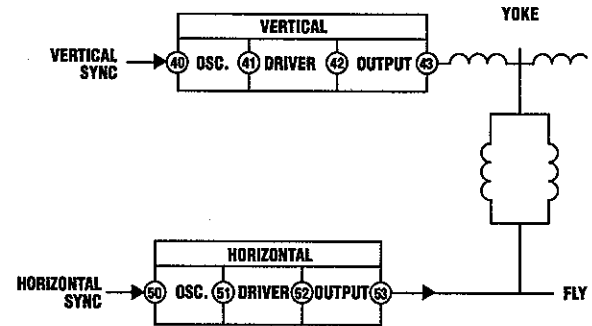 YOKE
VERTICAL
VERTICAL
SYNC
40 OSC. 41 DRIVER 42 OUTPUT 43
HORIZONTAL
HORIZONTAL
SYNC
50 OSC. 51 DRIVER 52 OUTPUT 53
FLY